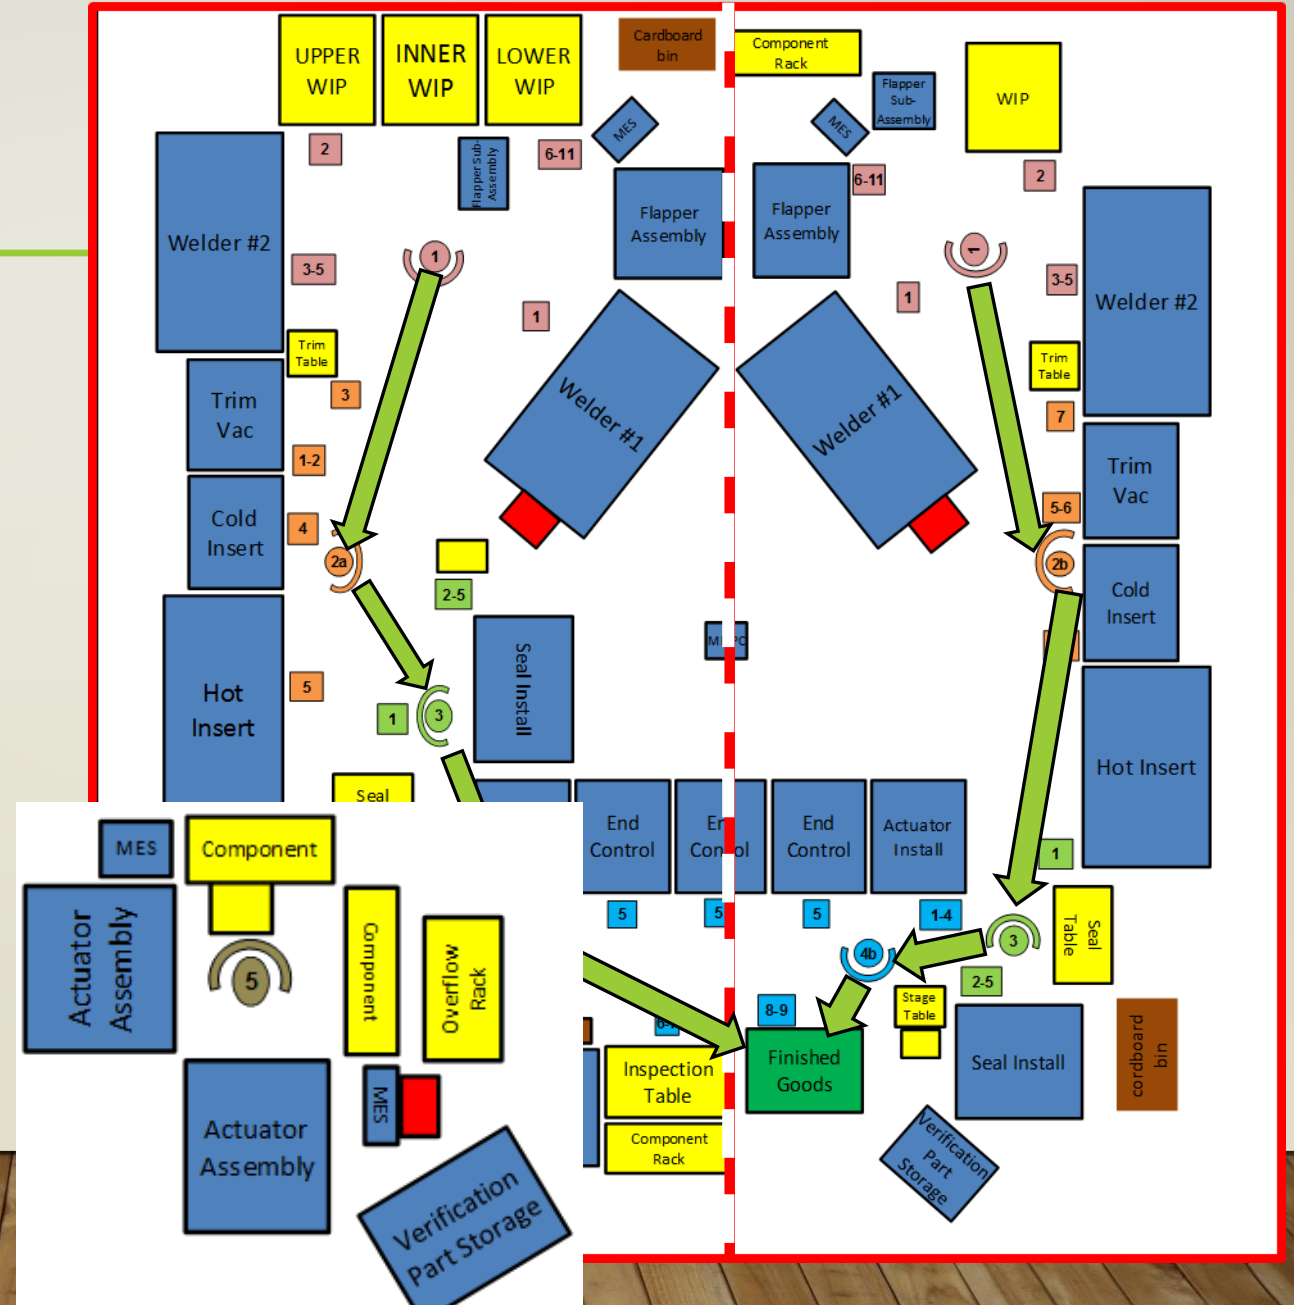 UPPER
WIP
INNER
WIP
LOWER
WIP
Cardboard
bin
Component
Rack
Flapper
Sub-
Assembly
WIP
MES
MES
2
6-11
Flapper Sub-
Assembly
6-11
2
Welder #2
Flapper
Assembly
Flapper
Assembly
3-5
1
1
3-5
1
1
Welder #2
Trim
Table
Trim
Table
Trim
Vac
3
Welder #1
Welder #1
7
1-2
Trim
Vac
Cold
Insert
4
5-6
2a
2b
2-5
Cold
Insert
Hot
Insert
5
Seal Install
1
3
Hot Insert
Seal
End
Control
End
Control
Actuator
Install
MES
Component
1
5
5
5
1-4
Actuator
Assembly
Component
Overflow
Rack
5
4b
3
Seal
Table
2-5
8-9
Stage
Table
Inspection
Table
Finished
Goods
Seal Install
cordboard
bin
MES
Actuator
Assembly
Component
Rack
Verification
Part
Storage
Verification
Part Storage